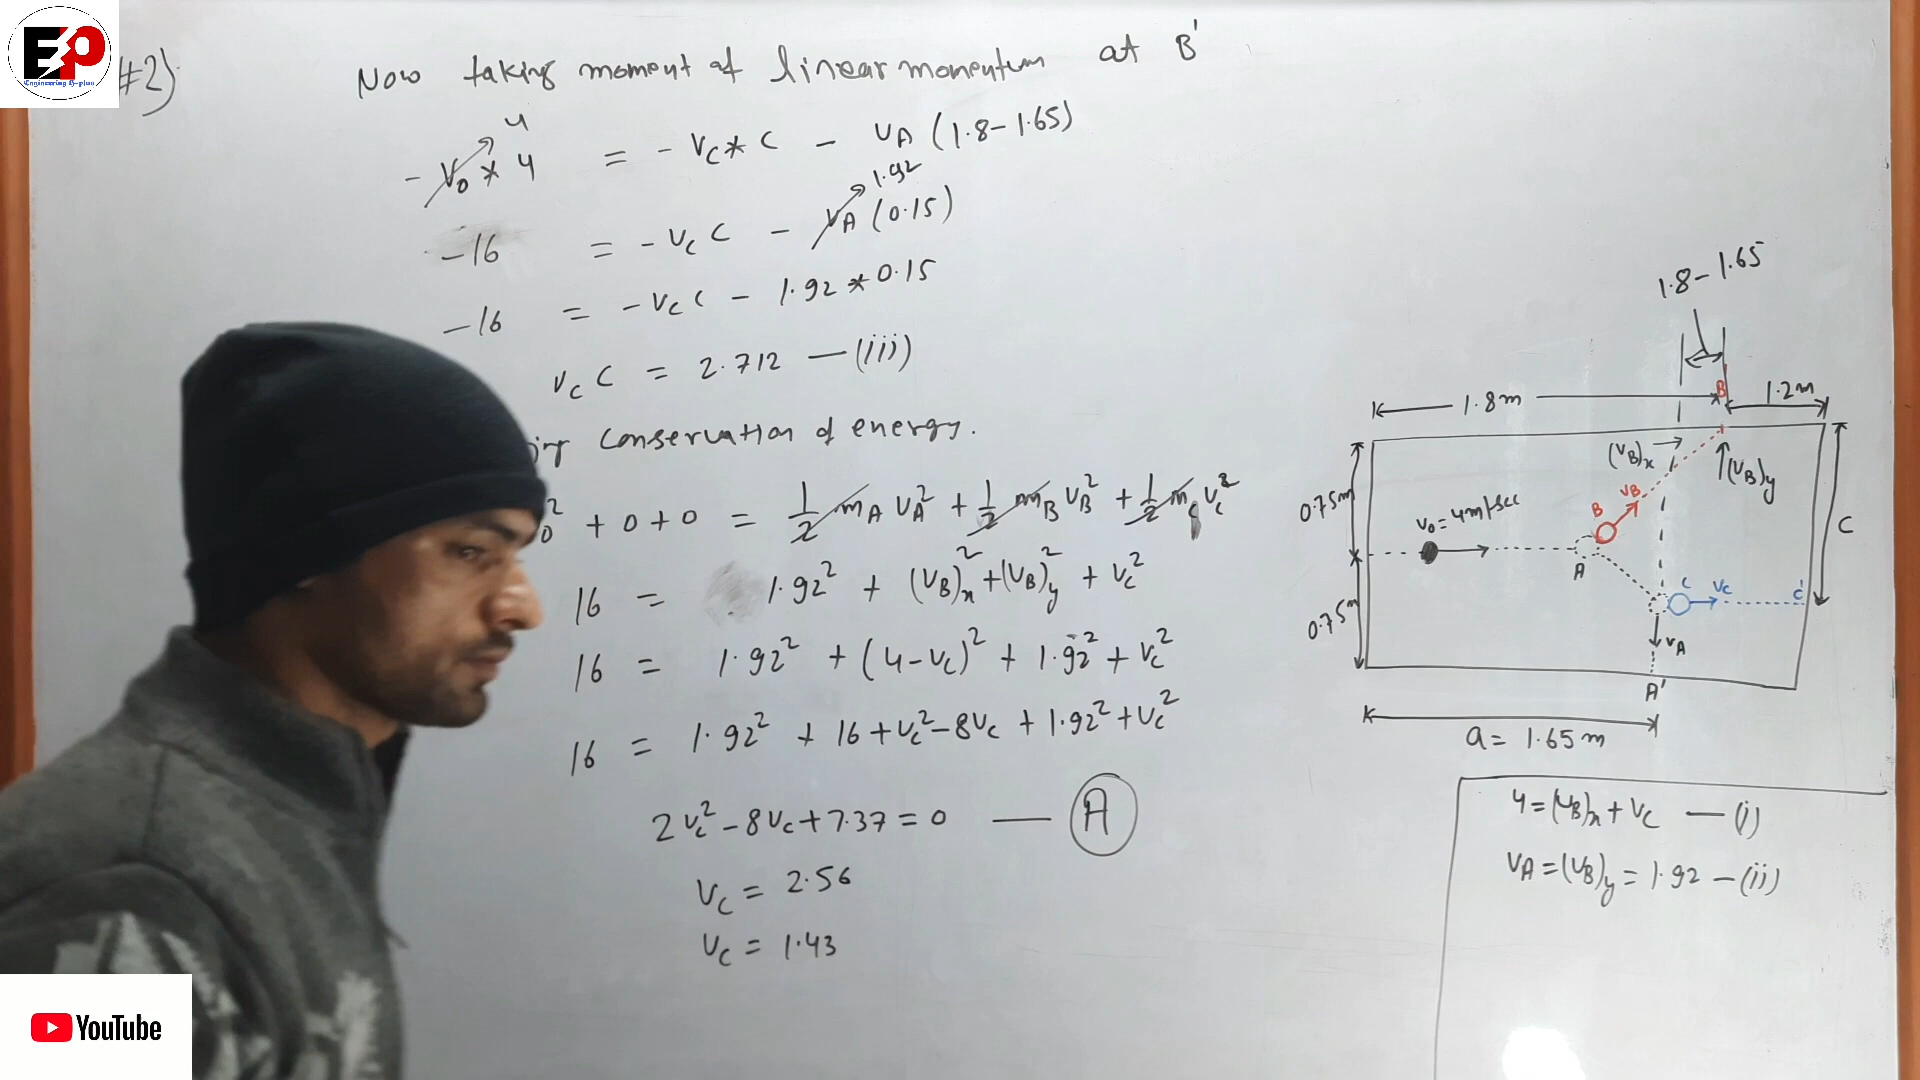 EP
Engineering D-plus
#2)
Now taking moment of linear momentum at B'
4
- V₀ * 4 = - Vc * C - VA (1.8-1.65)
1.92
-16 = - Vc C - VA (0.15)
-16 = - Vc C - 1.92 * 0.15
Vc C = 2.712 — (iii)
conservation of energy.
+ 0 + 0 = 1/2 mA VA² + 1/2 mB VB² + 1/2 mc Vc²
16 = 1.92² + (VB)x² + (VB)y² + Vc²
16 = 1.92² + (4-Vc)² + 1.92² + Vc²
16 = 1.92² + 16 + Vc² - 8Vc + 1.92² + Vc²
2Vc² - 8Vc + 7.37 = 0 — A
Vc = 2.56
Vc = 1.43
1.8-1.65
1.8m
B'
1.2m
0.75m
(VB)x
(VB)y
V₀=4m/sec
B
VB
C
A
C
Vc
C'
0.75m
VA
A'
a = 1.65m
4 = (VB)x + Vc — (i)
VA = (VB)y = 1.92 — (ii)
YouTube